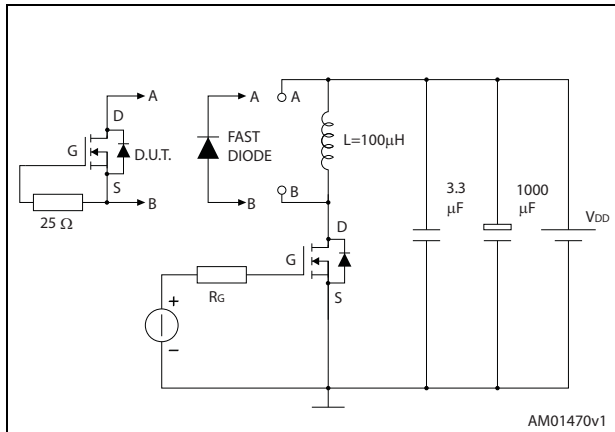 A
A
A
D
G
D.U.T.
FAST
DIODE
L=100μH
S
B
B
B
25 Ω
3.3
μF
1000
μF
VDD
D
G
RG
S
+
–
AM01470v1